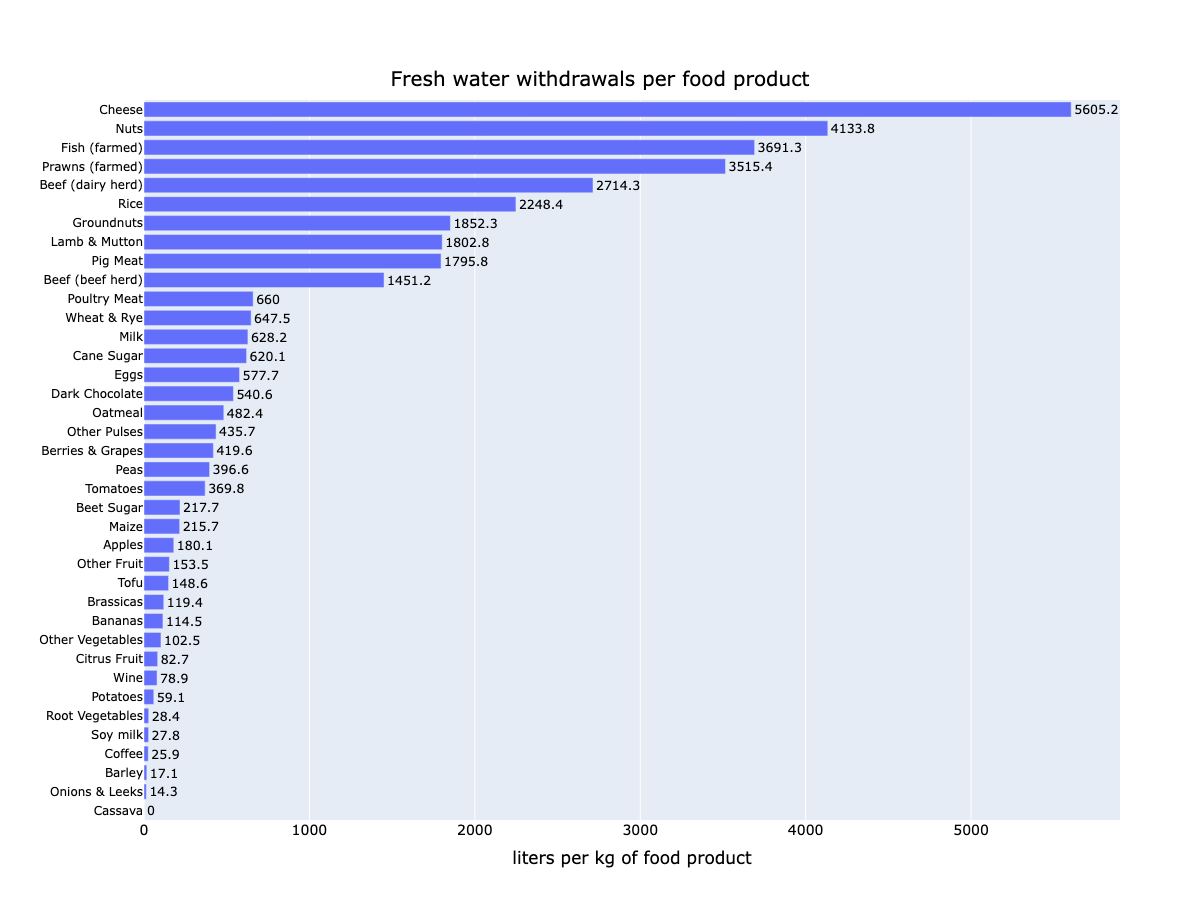 Fresh water withdrawals per food product
Cheese 5605.2
Nuts 4133.8
Fish (farmed) 3691.3
Prawns (farmed) 3515.4
Beef (dairy herd) 2714.3
Rice 2248.4
Groundnuts 1852.3
Lamb & Mutton 1802.8
Pig Meat 1795.8
Beef (beef herd) 1451.2
Poultry Meat 660
Wheat & Rye 647.5
Milk 628.2
Cane Sugar 620.1
Eggs 577.7
Dark Chocolate 540.6
Oatmeal 482.4
Other Pulses 435.7
Berries & Grapes 419.6
Peas 396.6
Tomatoes 369.8
Beet Sugar 217.7
Maize 215.7
Apples 180.1
Other Fruit 153.5
Tofu 148.6
Brassicas 119.4
Bananas 114.5
Other Vegetables 102.5
Citrus Fruit 82.7
Wine 78.9
Potatoes 59.1
Root Vegetables 28.4
Soy milk 27.8
Coffee 25.9
Barley 17.1
Onions & Leeks 14.3
Cassava 0
0 1000 2000 3000 4000 5000
liters per kg of food product